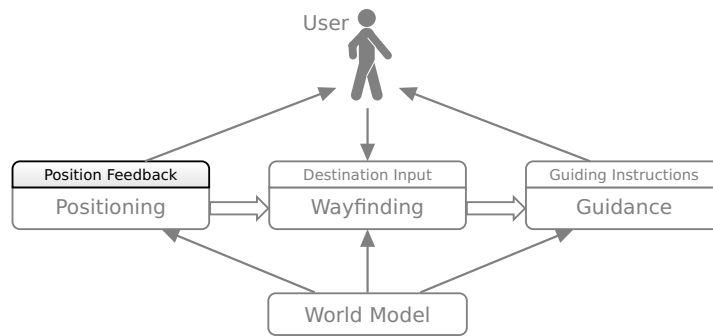 User
Position Feedback
Positioning
Destination Input
Wayfinding
Guiding Instructions
Guidance
World Model